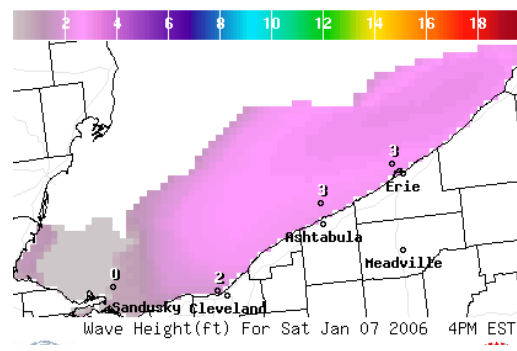 2 4 6 8 10 12 14 16 18
3
Erie
3
Ashtabula
Meadville
0
2
Sandusky Cleveland
Wave Height(ft) For Sat Jan 07 2006 4PM EST